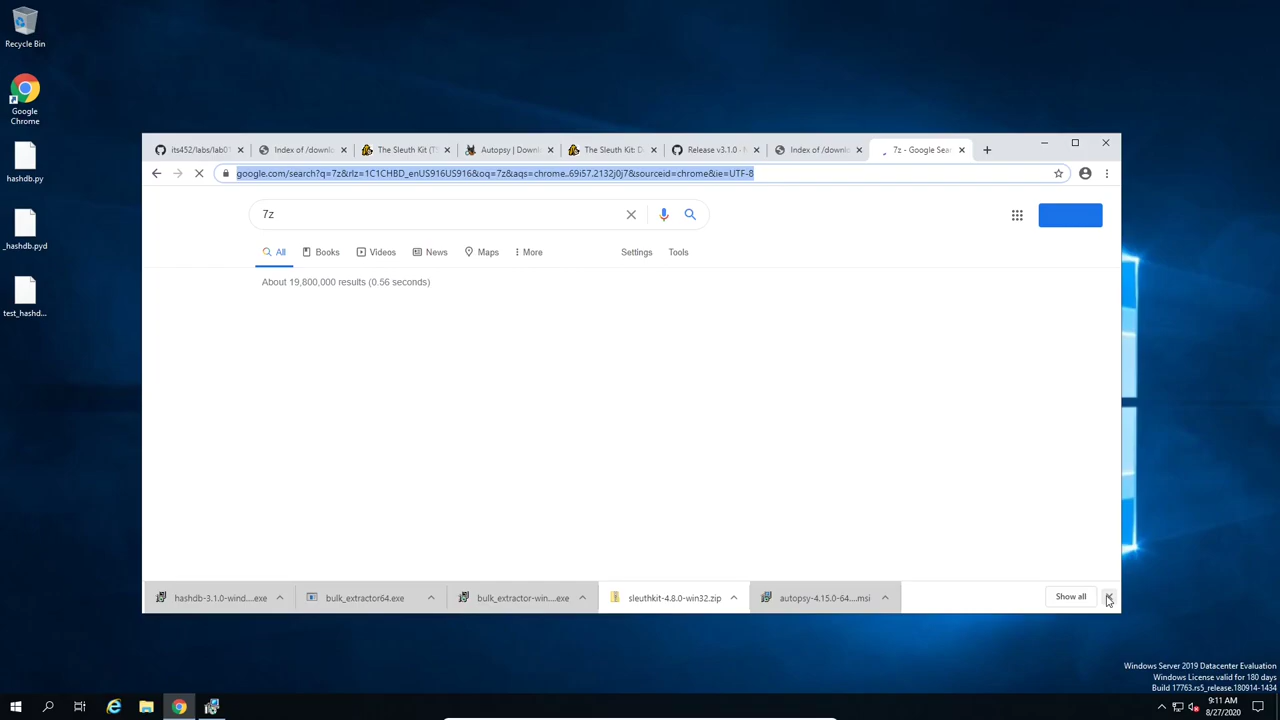 Recycle Bin
Google
Chrome
hashdb.py
_hashdb.pyd
test_hashd...
its452/labs/lab01
Index of /downlo
The Sleuth Kit (Th
Autopsy | Downl
The Sleuth Kit: D
Release v3.1.0 · 
Index of /downlo
7z - Google Sear
google.com/search?q=7z&rlz=1C1CHBD_enUS916US916&oq=7z&aqs=chrome..69i57.2132j0j7&sourceid=chrome&ie=UTF-8
7z
All
Books
Videos
News
Maps
More
Settings
Tools
About 19,800,000 results (0.56 seconds)
hashdb-3.1.0-wind....exe
bulk_extractor64.exe
bulk_extractor-win....exe
sleuthkit-4.8.0-win32.zip
autopsy-4.15.0-64....msi
Show all
Windows Server 2019 Datacenter Evaluation
Windows License valid for 180 days
Build 17763.rs5_release.180914-1434
9:11 AM
8/27/2020